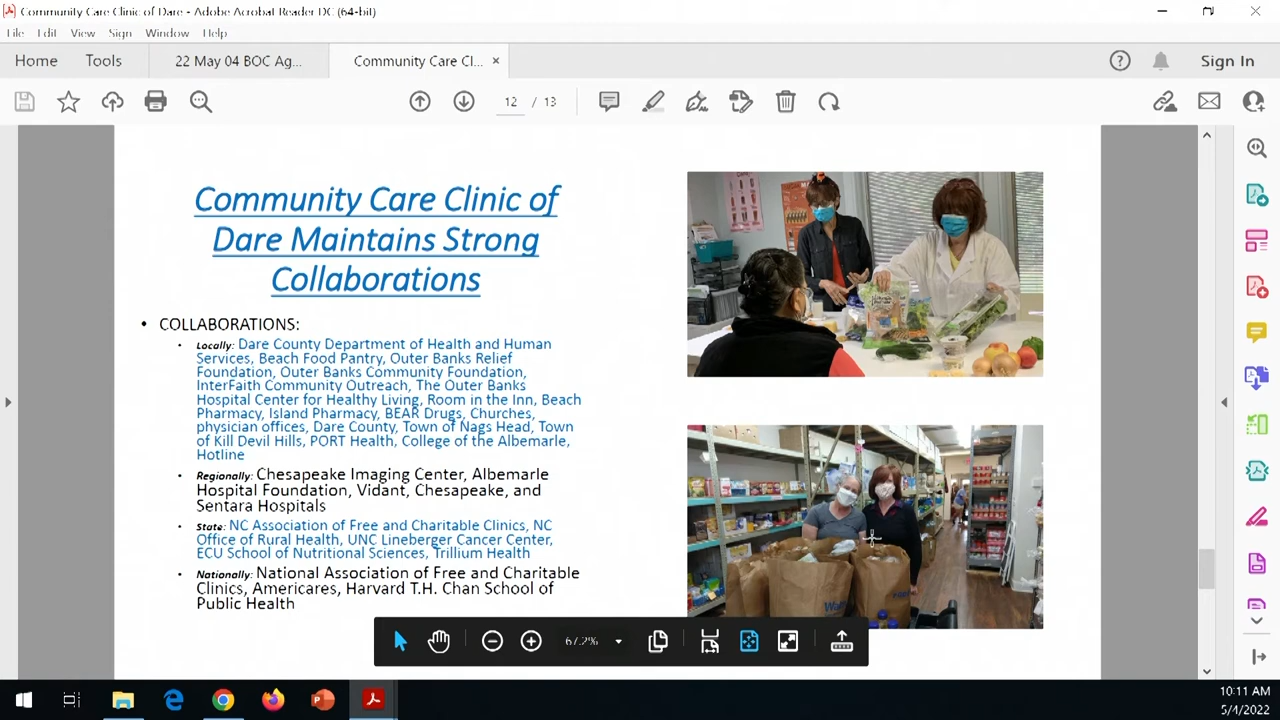 Community Care Clinic of Dare - Adobe Acrobat Reader DC (64-bit)
File Edit View Sign Window Help
Home Tools 22 May 04 BOC Ag... Community Care Cl... × Sign In
12 / 13
Community Care Clinic of
Dare Maintains Strong
Collaborations
• COLLABORATIONS:
• Locally: Dare County Department of Health and Human
Services, Beach Food Pantry, Outer Banks Relief
Foundation, Outer Banks Community Foundation,
InterFaith Community Outreach, The Outer Banks
Hospital Center for Healthy Living, Room in the Inn, Beach
Pharmacy, Island Pharmacy, BEAR Drugs, Churches,
physician offices, Dare County, Town of Nags Head, Town
of Kill Devil Hills, PORT Health, College of the Albemarle,
Hotline
• Regionally: Chesapeake Imaging Center, Albemarle
Hospital Foundation, Vidant, Chesapeake, and
Sentara Hospitals
• State: NC Association of Free and Charitable Clinics, NC
Office of Rural Health, UNC Lineberger Cancer Center,
ECU School of Nutritional Sciences, Trillium Health
• Nationally: National Association of Free and Charitable
Clinics, Americares, Harvard T.H. Chan School of
Public Health
67.2%
10:11 AM
5/4/2022